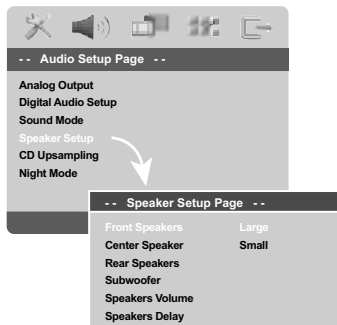 - - Audio Setup Page - -
Analog Output
Digital Audio Setup
Sound Mode
Speaker Setup
CD Upsampling
Night Mode
- - Speaker Setup Page - -
Front Speakers Large
Center Speaker Small
Rear Speakers
Subwoofer
Speakers Volume
Speakers Delay